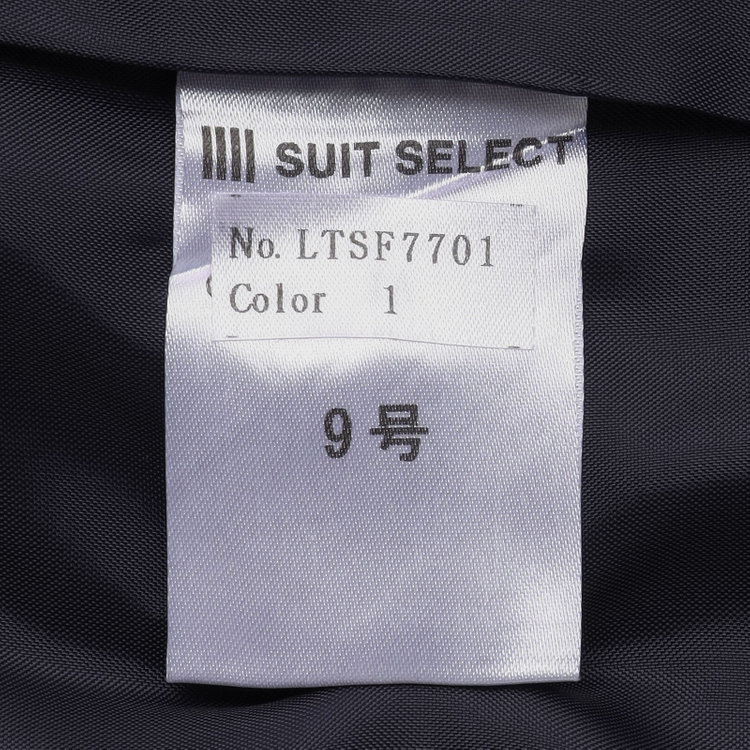 SUIT SELECT
No. LTSF7701
Color 1
9号